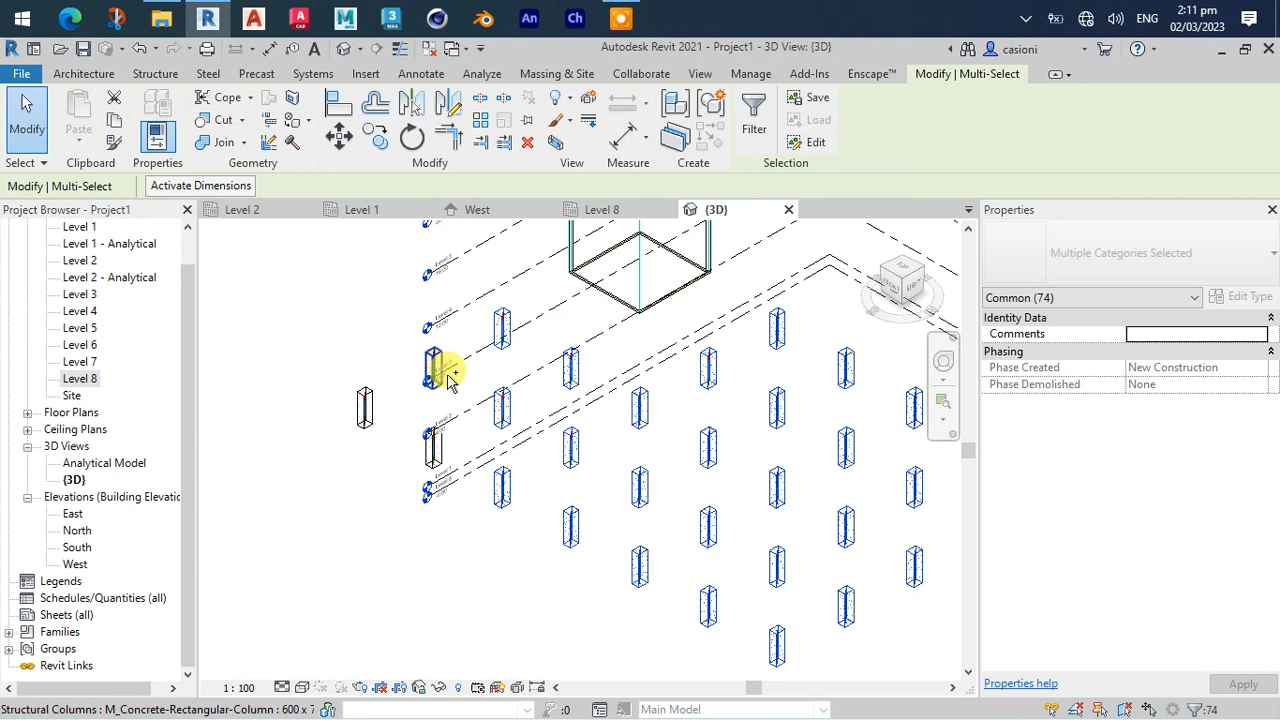 An
Ch
ENG
2:11 PM
02/03/2023
Autodesk Revit 2021 - Project1 - 3D View: {3D}
casioni
File
Architecture
Structure
Steel
Precast
Systems
Insert
Annotate
Analyze
Massing & Site
Collaborate
View
Manage
Add-Ins
Enscape™
Modify | Multi-Select
Modify
Paste
Properties
Cope
Cut
Join
Filter
Save
Load
Edit
Select
Clipboard
Geometry
Modify
View
Measure
Create
Selection
Modify | Multi-Select
Activate Dimensions
Project Browser - Project1
Level 2
Level 1
West
Level 8
{3D}
Properties
Level 1
Level 1 - Analytical
Level 2
Level 2 - Analytical
Level 3
Level 4
Level 5
Level 6
Level 7
Level 8
Site
Floor Plans
Ceiling Plans
3D Views
Analytical Model
{3D}
Elevations (Building Elevatic
East
North
South
West
Legends
Schedules/Quantities (all)
Sheets (all)
Families
Groups
Revit Links
TOP
Multiple Categories Selected
Common (74)
Edit Type
Identity Data
Comments
Phasing
Phase Created
New Construction
Phase Demolished
None
Properties help
Apply
1 : 100
Structural Columns : M_Concrete-Rectangular-Column : 600 x 7
:0
Main Model
:74